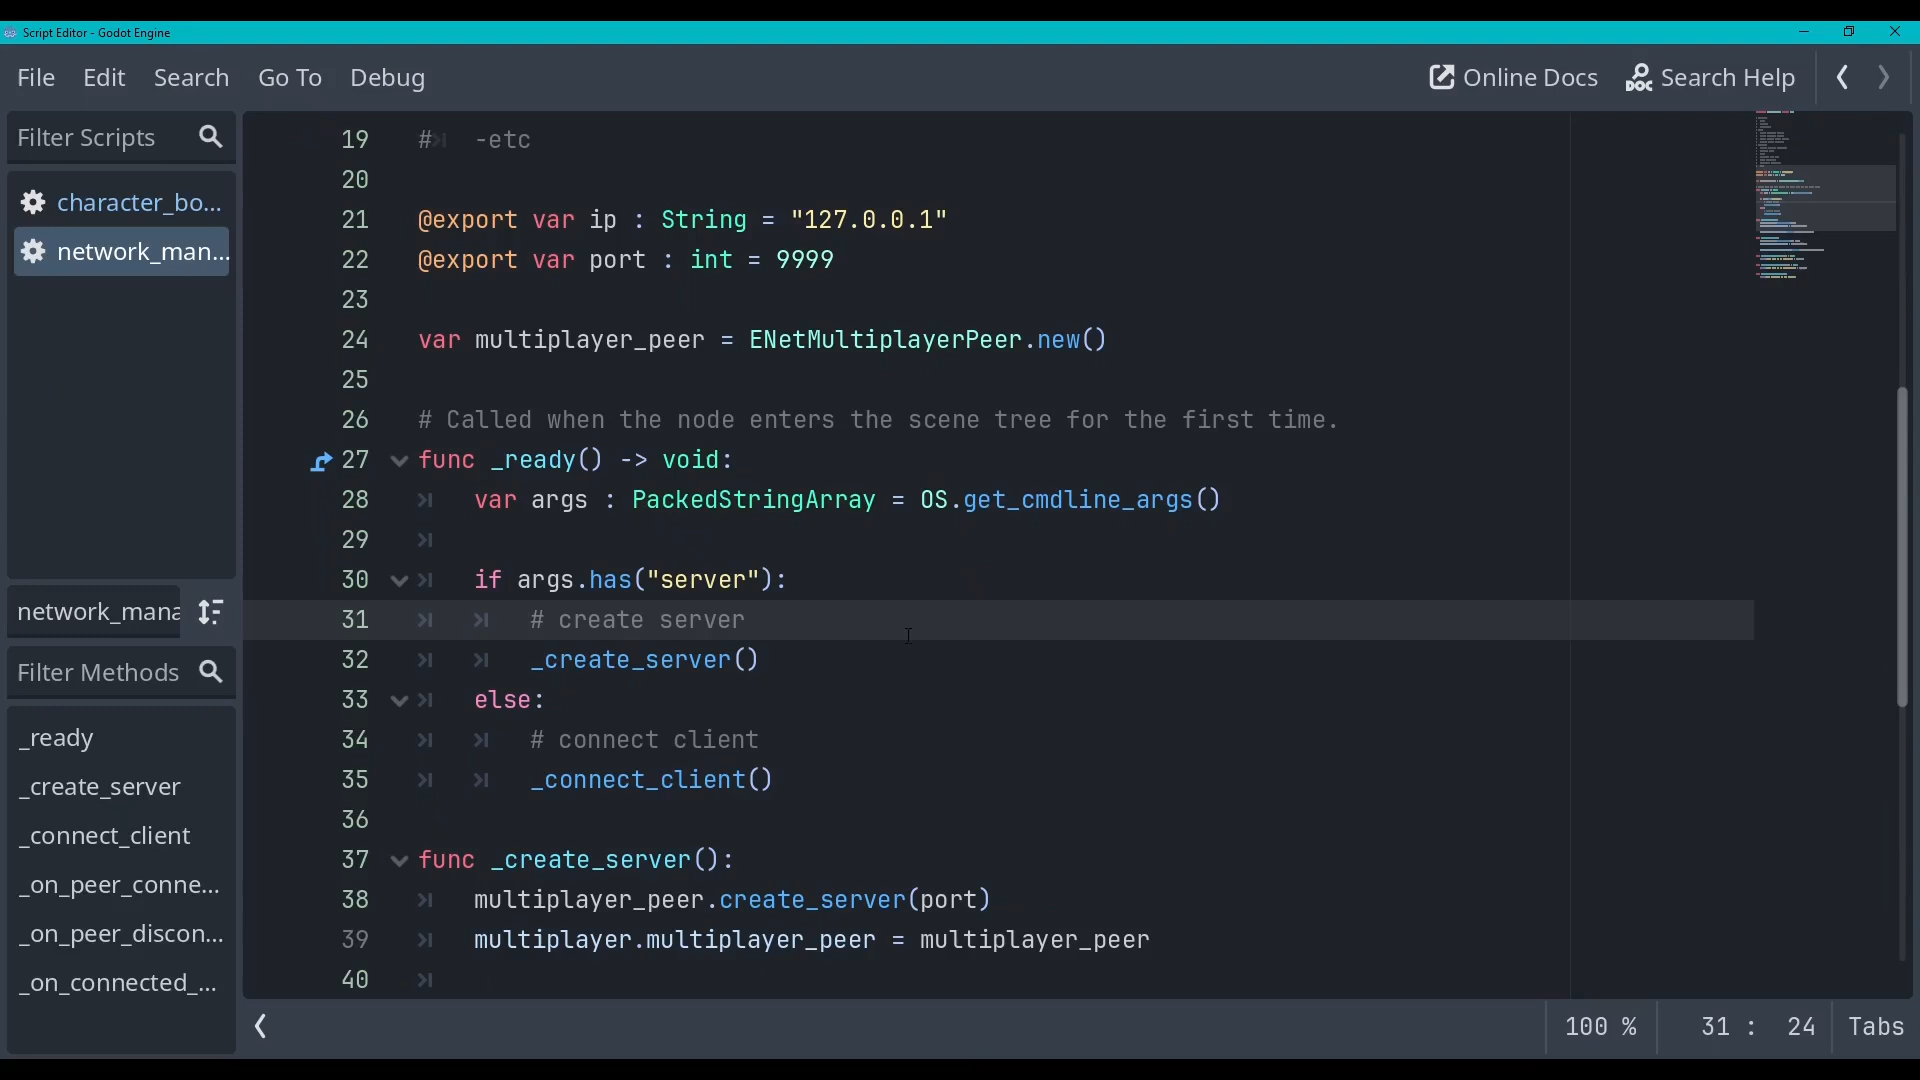 Script Editor - Godot Engine
File Edit Search Go To Debug
Online Docs
DOC Search Help
Filter Scripts
character_bo...
network_man...
network_mana
Filter Methods
_ready
_create_server
_connect_client
_on_peer_conne...
_on_peer_discon...
_on_connected_...
19 # -etc
20
21 @export var ip : String = "127.0.0.1"
22 @export var port : int = 9999
23
24 var multiplayer_peer = ENetMultiplayerPeer.new()
25
26 # Called when the node enters the scene tree for the first time.
27 func _ready() -> void:
28 var args : PackedStringArray = OS.get_cmdline_args()
29
30 if args.has("server"):
31 # create server
32 _create_server()
33 else:
34 # connect client
35 _connect_client()
36
37 func _create_server():
38 multiplayer_peer.create_server(port)
39 multiplayer.multiplayer_peer = multiplayer_peer
40
100 % 31 : 24 Tabs